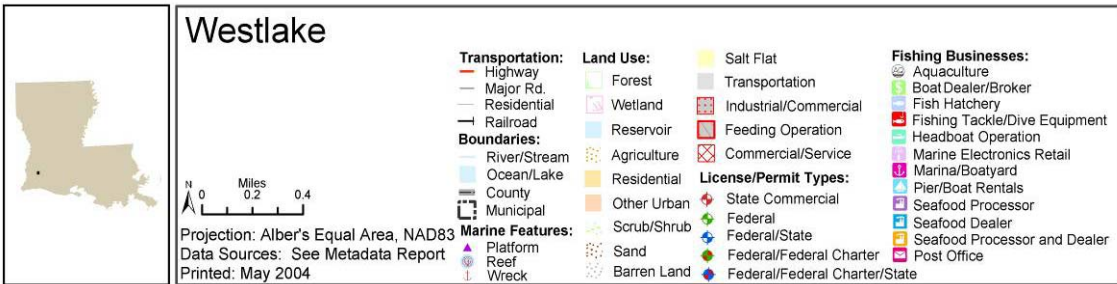 Westlake
N
Miles
0 0.2 0.4
Projection: Alber's Equal Area, NAD83
Data Sources: See Metadata Report
Printed: May 2004
Transportation:
Highway
Major Rd.
Residential
Railroad
Boundaries:
River/Stream
Ocean/Lake
County
Municipal
Marine Features:
Platform
Reef
Wreck
Land Use:
Forest
Wetland
Reservoir
Agriculture
Residential
Other Urban
Scrub/Shrub
Sand
Barren Land
Salt Flat
Transportation
Industrial/Commercial
Feeding Operation
Commercial/Service
License/Permit Types:
State Commercial
Federal
Federal/State
Federal/Federal Charter
Federal/Federal Charter/State
Fishing Businesses:
Aquaculture
Boat Dealer/Broker
Fish Hatchery
Fishing Tackle/Dive Equipment
Headboat Operation
Marine Electronics Retail
Marina/Boatyard
Pier/Boat Rentals
Seafood Processor
Seafood Dealer
Seafood Processor and Dealer
Post Office